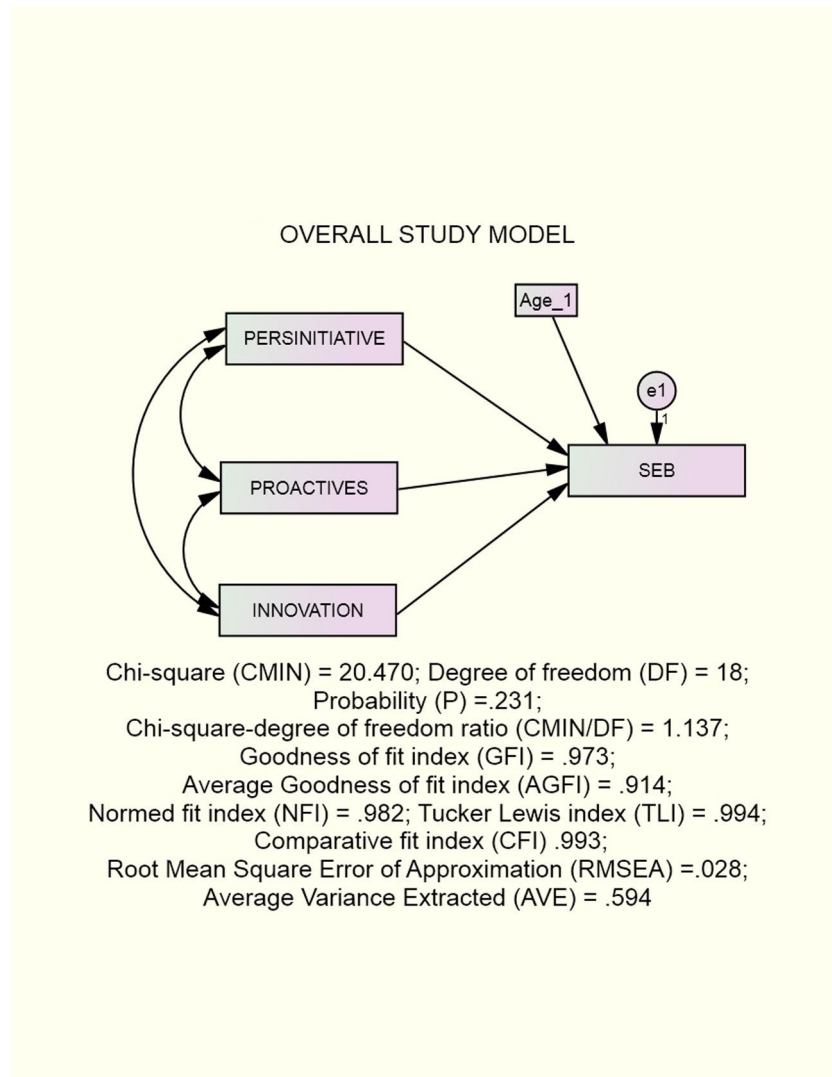 OVERALL STUDY MODEL
Age_1
PERSINITIATIVE
e1
1
SEB
PROACTIVES
INNOVATION
Chi-square (CMIN) = 20.470; Degree of freedom (DF) = 18;
Probability (P) =.231;
Chi-square-degree of freedom ratio (CMIN/DF) = 1.137;
Goodness of fit index (GFI) = .973;
Average Goodness of fit index (AGFI) = .914;
Normed fit index (NFI) = .982; Tucker Lewis index (TLI) = .994;
Comparative fit index (CFI) .993;
Root Mean Square Error of Approximation (RMSEA) =.028;
Average Variance Extracted (AVE) = .594